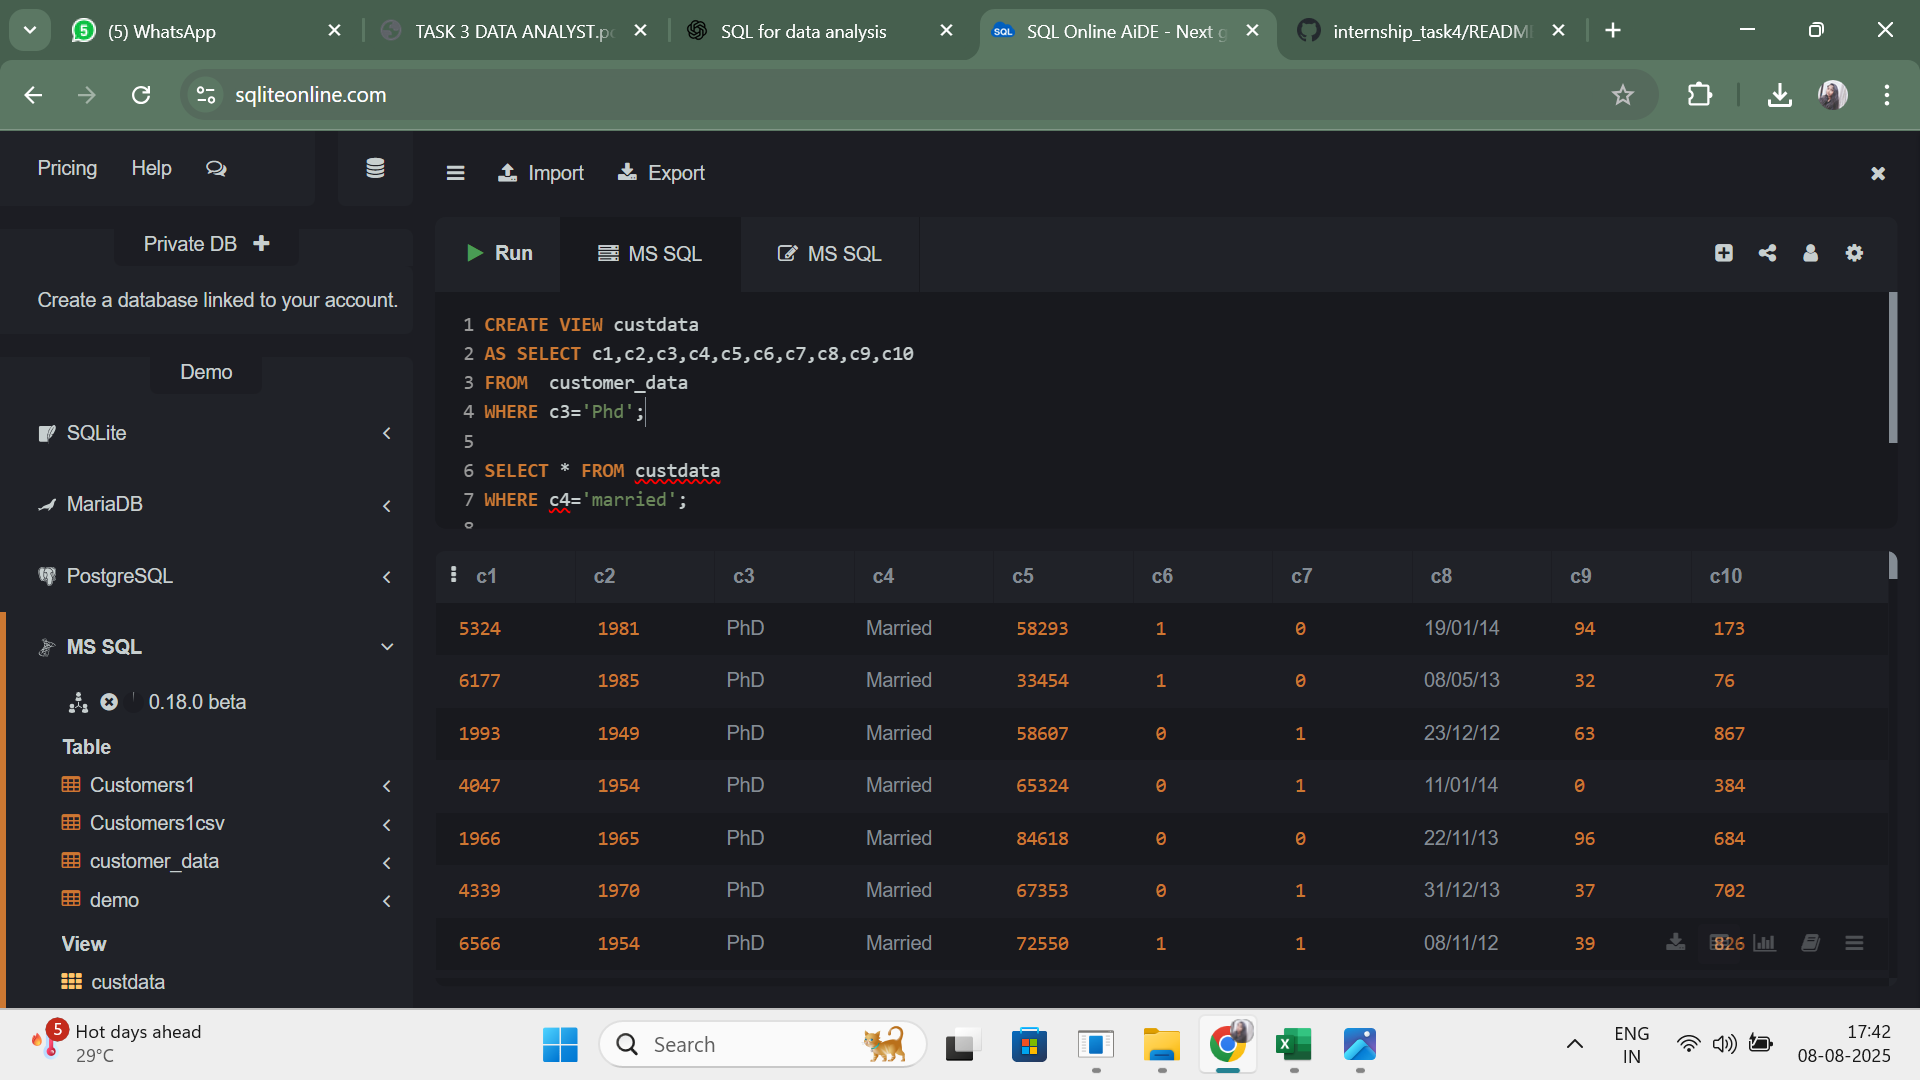 5 (5) WhatsApp
TASK 3 DATA ANALYST.p
SQL for data analysis
SQL SQL Online AiDE - Next g
internship_task4/READM
sqliteonline.com
Pricing Help
Import Export
Private DB
Create a database linked to your account.
Demo
SQLite
MariaDB
PostgreSQL
MS SQL
0.18.0 beta
Table
Customers1
Customers1csv
customer_data
demo
View
custdata
Run MS SQL MS SQL
1 CREATE VIEW custdata
2 AS SELECT c1,c2,c3,c4,c5,c6,c7,c8,c9,c10
3 FROM customer_data
4 WHERE c3='Phd';
5
6 SELECT * FROM custdata
7 WHERE c4='married';
8
c1 c2 c3 c4 c5 c6 c7 c8 c9 c10
5324 1981 PhD Married 58293 1 0 19/01/14 94 173
6177 1985 PhD Married 33454 1 0 08/05/13 32 76
1993 1949 PhD Married 58607 0 1 23/12/12 63 867
4047 1954 PhD Married 65324 0 1 11/01/14 0 384
1966 1965 PhD Married 84618 0 0 22/11/13 96 684
4339 1970 PhD Married 67353 0 1 31/12/13 37 702
6566 1954 PhD Married 72550 1 1 08/11/12 39 826
5 Hot days ahead
29°C
Search
ENG
IN
17:42
08-08-2025